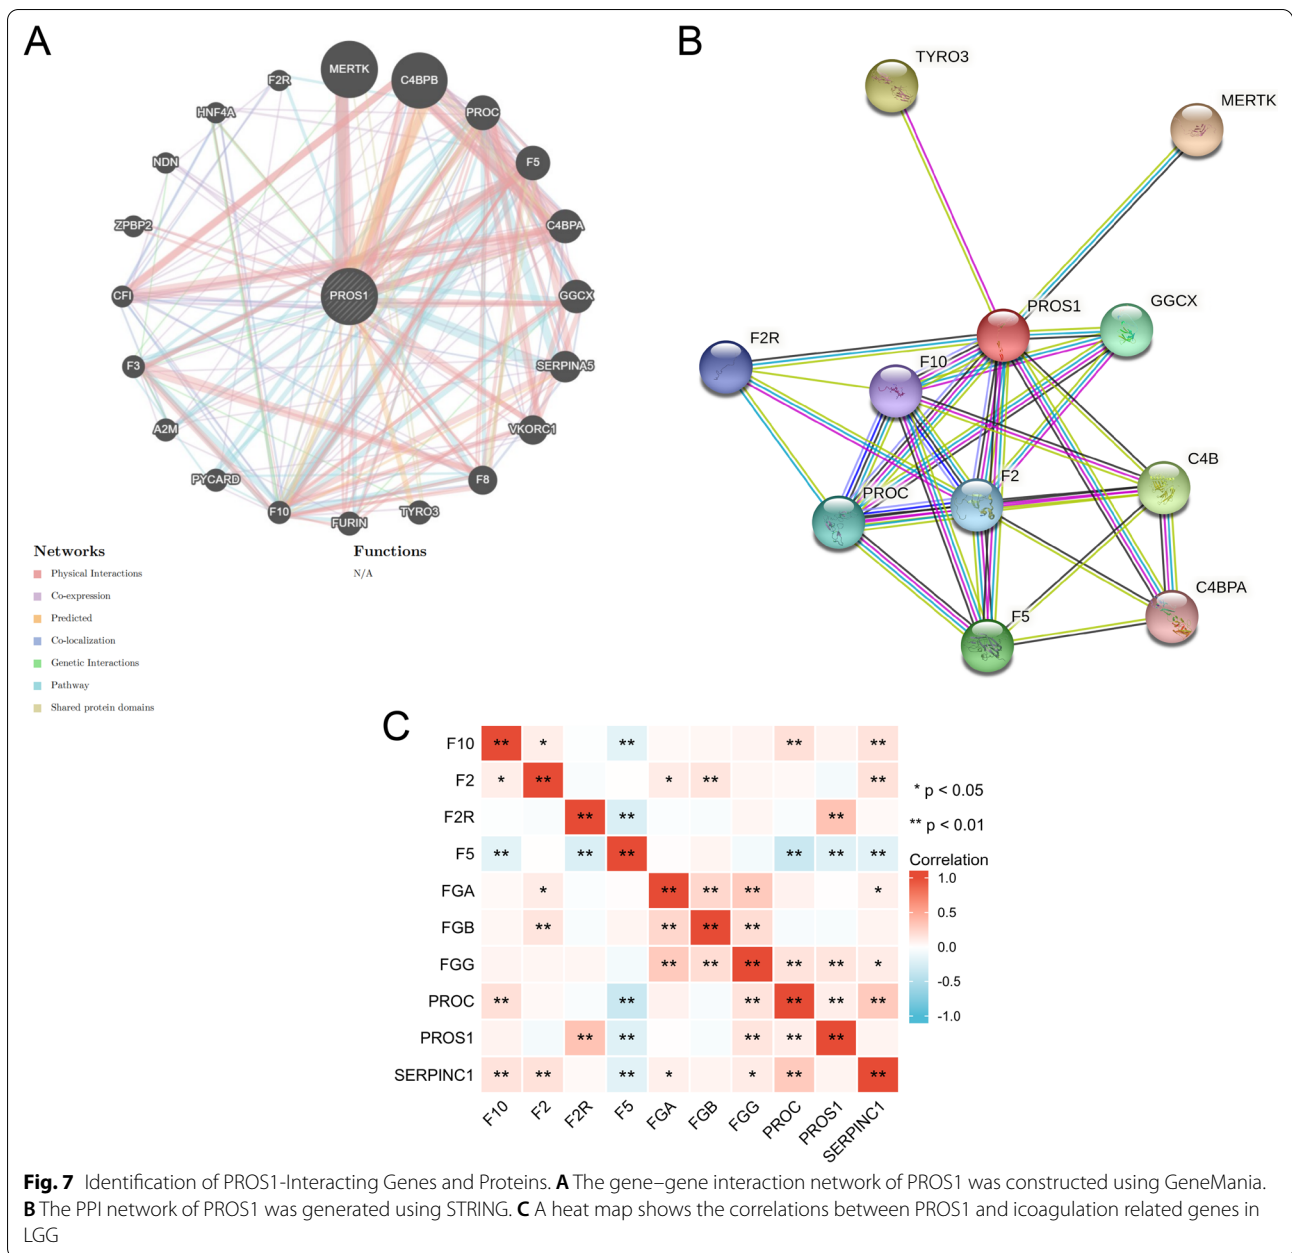 A
MERTK
C4BPB
F2R
PROC
HNF4A
F5
NDN
C4BPA
ZPBP2
PROS1
CFI
GGCX
F3
SERPINA5
A2M
VKORC1
PYCARD
F8
F10
FURIN
TYRO3
Networks
Physical Interactions
Co-expression
Predicted
Co-localization
Genetic Interactions
Pathway
Shared protein domains
Functions
N/A
B
TYRO3
MERTK
PROS1
GGCX
F2R
F10
C4B
F2
PROC
C4BPA
F5
C
F10 ** * ** ** **
F2 * ** * ** **
F2R ** ** **
F5 ** ** ** ** ** **
FGA * ** ** ** *
FGB ** ** ** **
FGG ** ** ** ** ** *
PROC ** ** ** ** ** **
PROS1 ** ** ** ** **
SERPINC1 ** ** ** * * ** **
F10 F2 F2R F5 FGA FGB FGG PROC PROS1 SERPINC1
* p < 0.05
** p < 0.01
Correlation
1.0
0.5
0.0
-0.5
-1.0
Fig. 7 Identification of PROS1-Interacting Genes and Proteins. A The gene–gene interaction network of PROS1 was constructed using GeneMania.
B The PPI network of PROS1 was generated using STRING. C A heat map shows the correlations between PROS1 and icoagulation related genes in
LGG